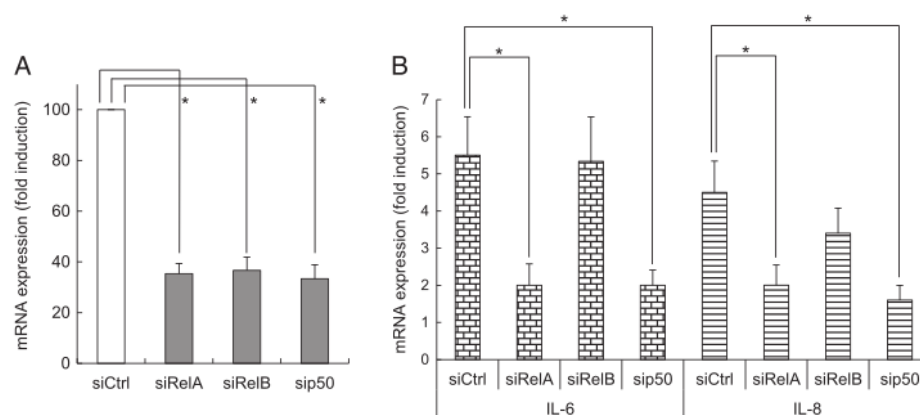 A
mRNA expression (fold induction)
100
80
60
40
20
0
* * *
siCtrl siRelA siRelB sip50
B
mRNA expression (fold induction)
7
6
5
4
3
2
1
0
* *
* *
siCtrl siRelA siRelB sip50 siCtrl siRelA siRelB sip50
IL-6 IL-8